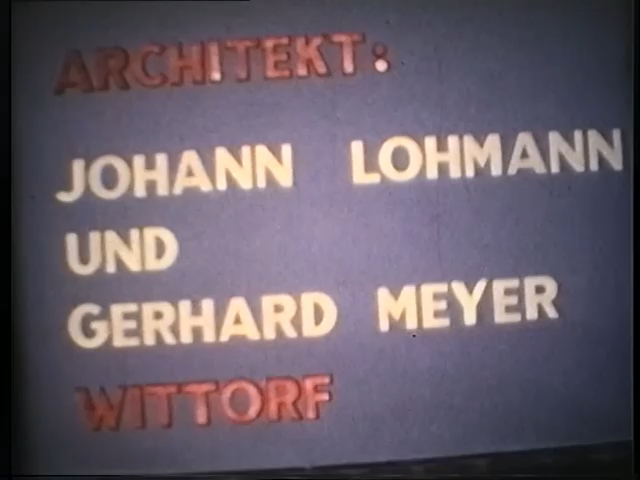 ARCHITEKT:
JOHANN LOHMANN
UND
GERHARD MEYER
WITTORF